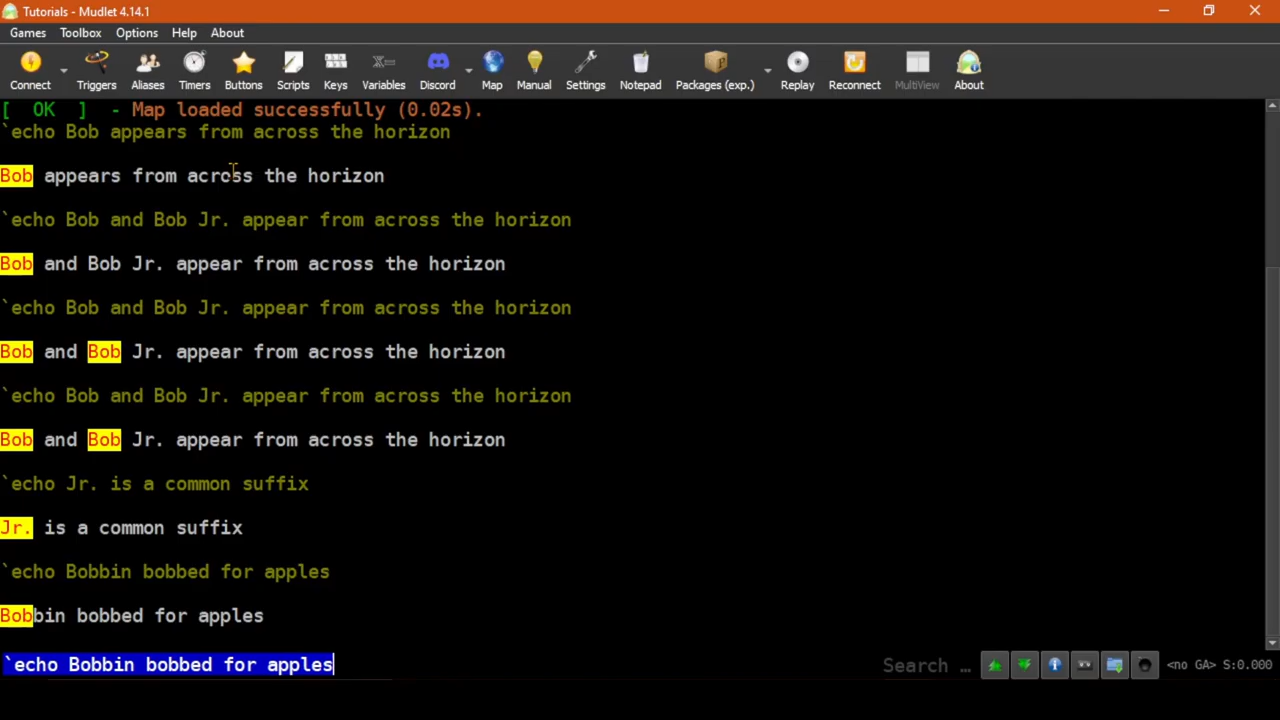 Tutorials - Mudlet 4.14.1
Games Toolbox Options Help About
Connect Triggers Aliases Timers Buttons Scripts Keys Variables Discord Map Manual Settings Notepad Packages (exp.) Replay Reconnect MultiView About
[ OK ] - Map loaded successfully (0.02s).
`echo Bob appears from across the horizon
Bob appears from across the horizon
`echo Bob and Bob Jr. appear from across the horizon
Bob and Bob Jr. appear from across the horizon
`echo Bob and Bob Jr. appear from across the horizon
Bob and Bob Jr. appear from across the horizon
`echo Bob and Bob Jr. appear from across the horizon
Bob and Bob Jr. appear from across the horizon
`echo Jr. is a common suffix
Jr. is a common suffix
`echo Bobbin bobbed for apples
Bobbin bobbed for apples
`echo Bobbin bobbed for apples Search … <no GA> S:0.000